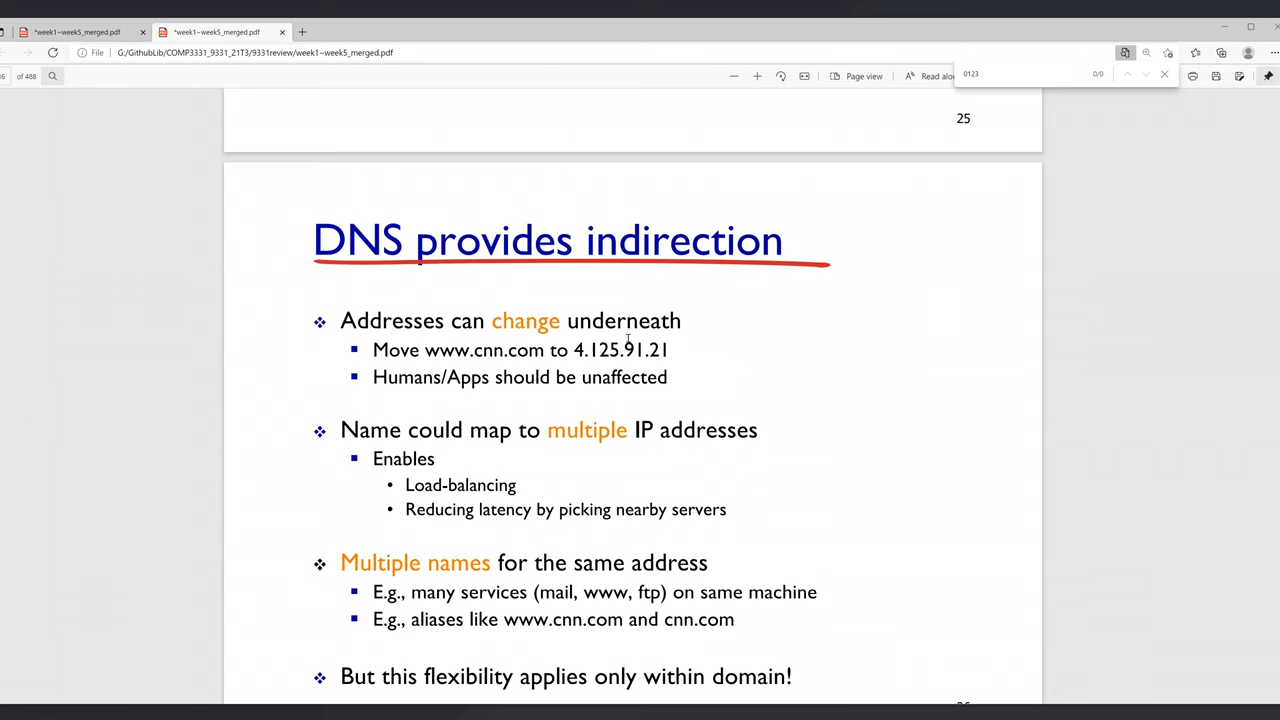 *week1~week5_merged.pdf
*week1~week5_merged.pdf
File
G:/GithubLib/COMP3331_9331_21T3/9331review/week1~week5_merged.pdf
of 488
Page view
Read
0123
0/0
25
DNS provides indirection
Addresses can change underneath
Move www.cnn.com to 4.125.91.21
Humans/Apps should be unaffected
Name could map to multiple IP addresses
Enables
Load-balancing
Reducing latency by picking nearby servers
Multiple names for the same address
E.g., many services (mail, www, ftp) on same machine
E.g., aliases like www.cnn.com and cnn.com
But this flexibility applies only within domain!